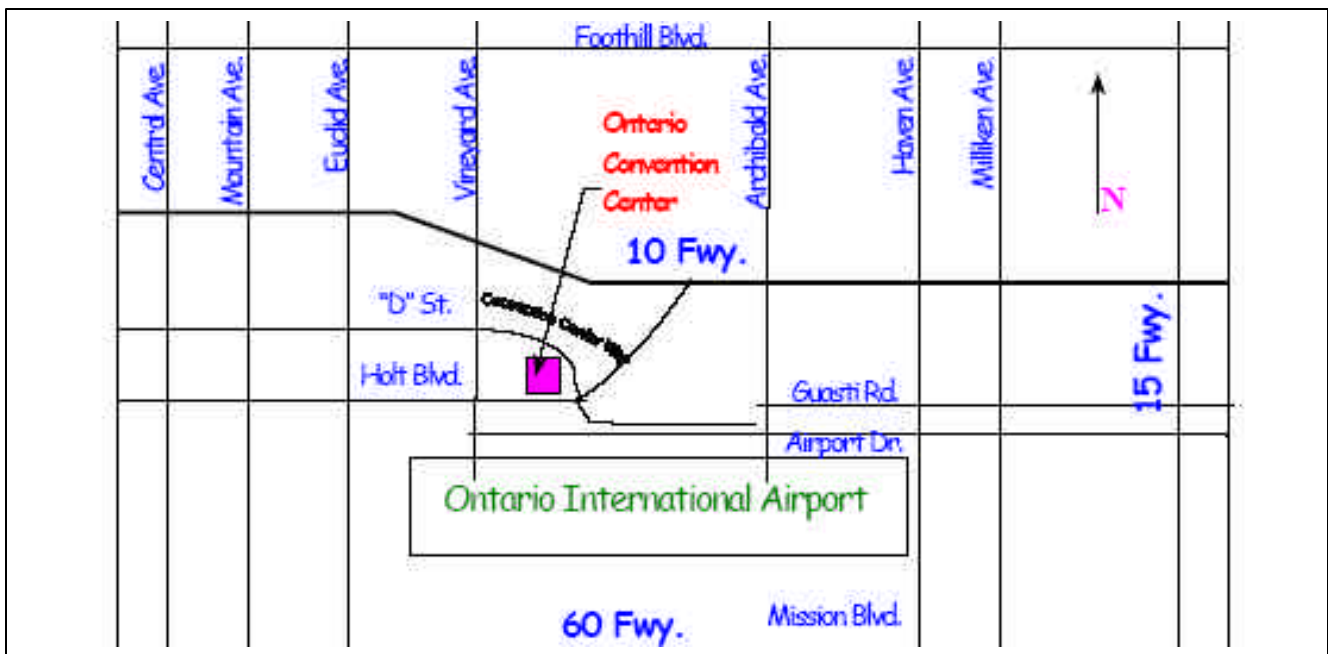 Foothill Blvd.
Central Ave.
Mountain Ave.
Euclid Ave.
Vineyard Ave.
Archibald Ave.
Haven Ave.
Milliken Ave.
Ontario
Convention
Center
N
10 Fwy.
"D" St.
Convention Center
Holt Blvd.
15 Fwy.
Guasti Rd.
Airport Dr.
Ontario International Airport
60 Fwy.
Mission Blvd.